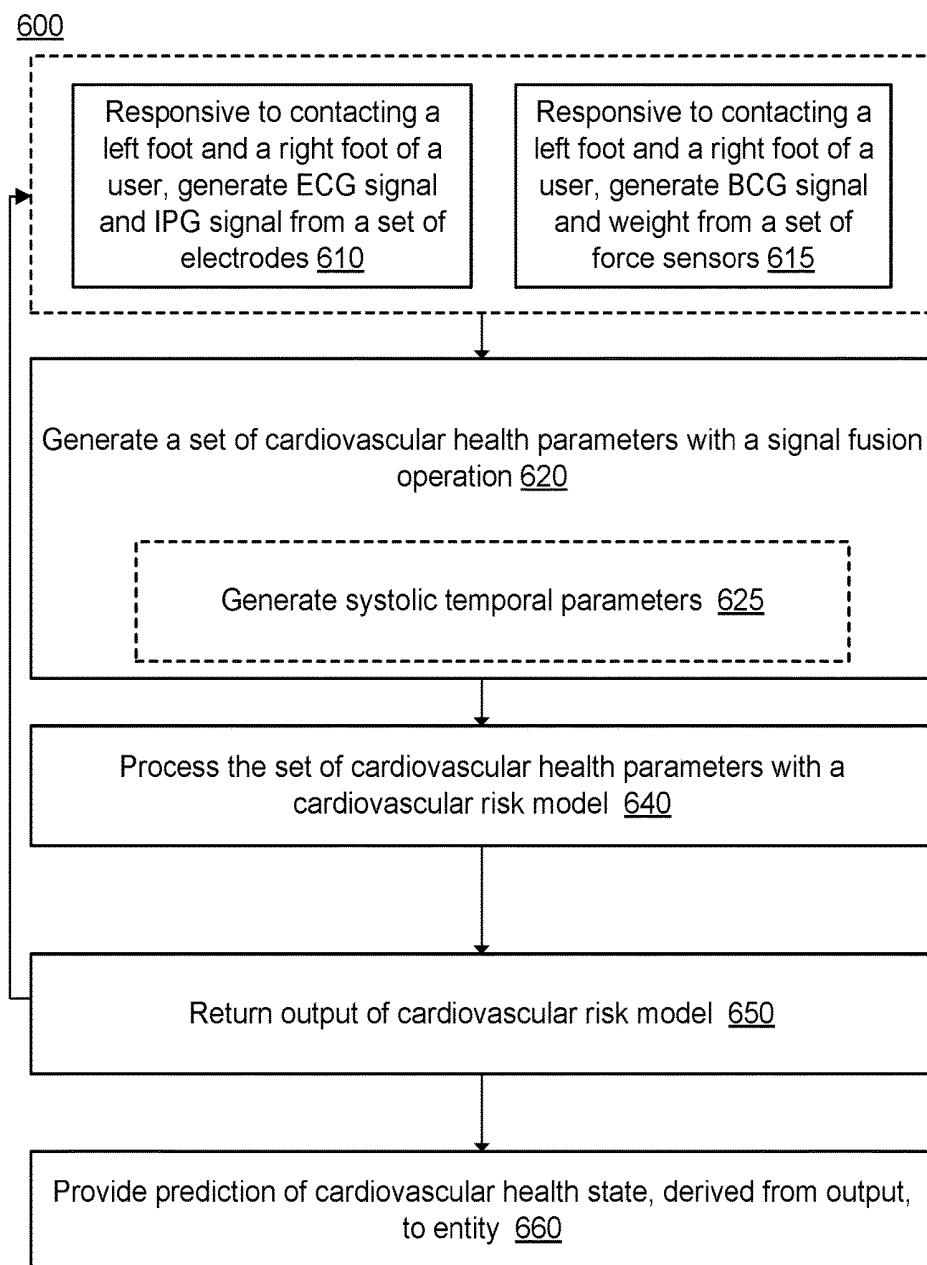 600
Responsive to contacting a
left foot and a right foot of a
user, generate ECG signal
and IPG signal from a set of
electrodes 610
Responsive to contacting a
left foot and a right foot of a
user, generate BCG signal
and weight from a set of
force sensors 615
Generate a set of cardiovascular health parameters with a signal fusion
operation 620
Generate systolic temporal parameters 625
Process the set of cardiovascular health parameters with a
cardiovascular risk model 640
Return output of cardiovascular risk model 650
Provide prediction of cardiovascular health state, derived from output,
to entity 660